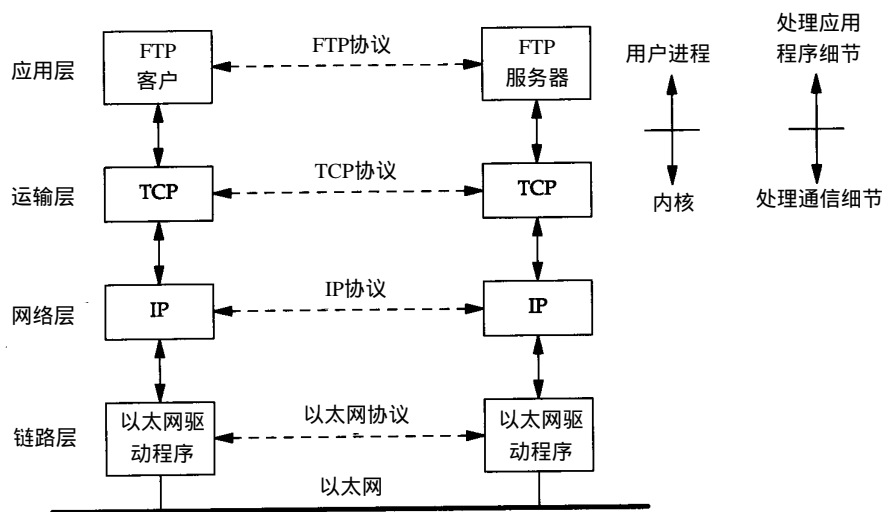 应用层
FTP
客户
FTP协议
FTP
服务器
用户进程
处理应用
程序细节
运输层
TCP
TCP协议
TCP
内核
处理通信细节
网络层
IP
IP协议
IP
链路层
以太网驱
动程序
以太网协议
以太网驱
动程序
以太网